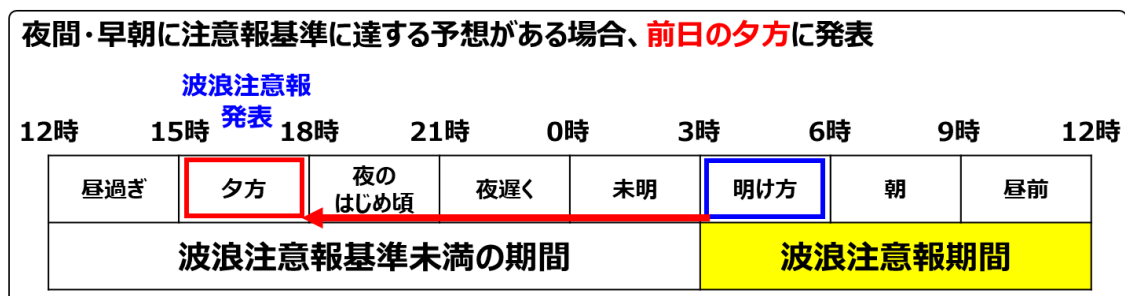 夜間・早朝に注意報基準に達する予想がある場合、前日の夕方に発表
波浪注意報
発表
12時 15時 18時 21時 0時 3時 6時 9時 12時
昼過ぎ 夕方 夜の はじめ頃 夜遅く 未明 明け方 朝 昼前
波浪注意報基準未満の期間 波浪注意報期間